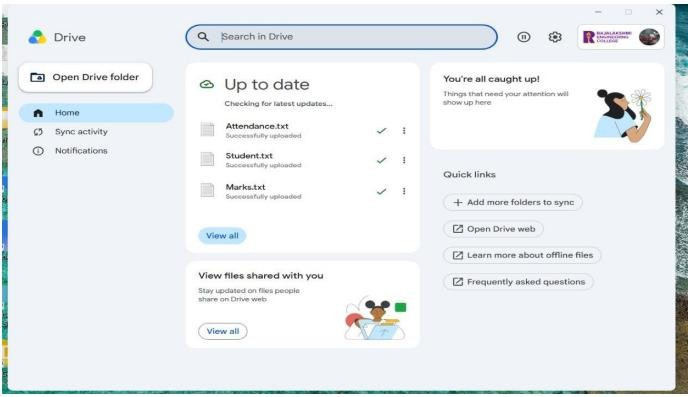 Drive
Search in Drive
RAJALAKSHMI
ENGINEERING
COLLEGE
Open Drive folder
Home
Sync activity
Notifications
Up to date
Checking for latest updates...
Attendance.txt
Successfully uploaded
Student.txt
Successfully uploaded
Marks.txt
Successfully uploaded
View all
View files shared with you
Stay updated on files people
share on Drive web
View all
You're all caught up!
Things that need your attention will
show up here
Quick links
+ Add more folders to sync
Open Drive web
Learn more about offline files
Frequently asked questions